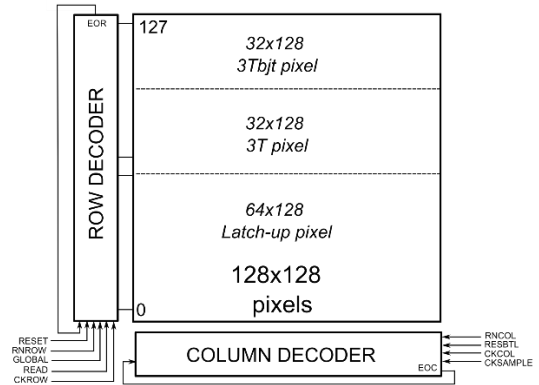 EOR
127
32x128
3Tbjt pixel
32x128
3T pixel
ROW DECODER
64x128
Latch-up pixel
128x128
pixels
0
RESET
RNROW
GLOBAL
READ
CKROW
COLUMN DECODER
EOC
RNCOL
RESBTL
CKCOL
CKSAMPLE